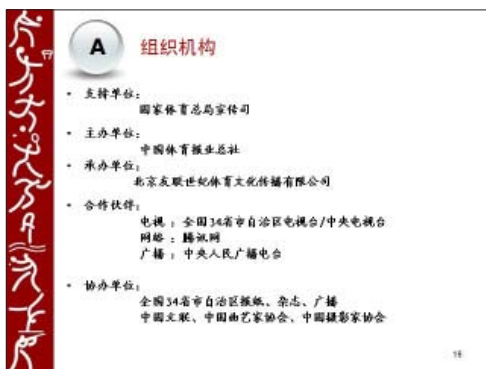 A 组织机构
• 支持单位：
国家体育总局宣传司
• 主办单位：
中国体育报业总社
• 承办单位：
北京友联世纪体育文化传播有限公司
• 合作伙伴：
电视：全国34省市自治区电视台/中央电视台
网络：腾讯网
广播：中央人民广播电台
• 协办单位：
全国34省市自治区报纸、杂志、广播
中国文联、中国曲艺家协会、中国摄影家协会